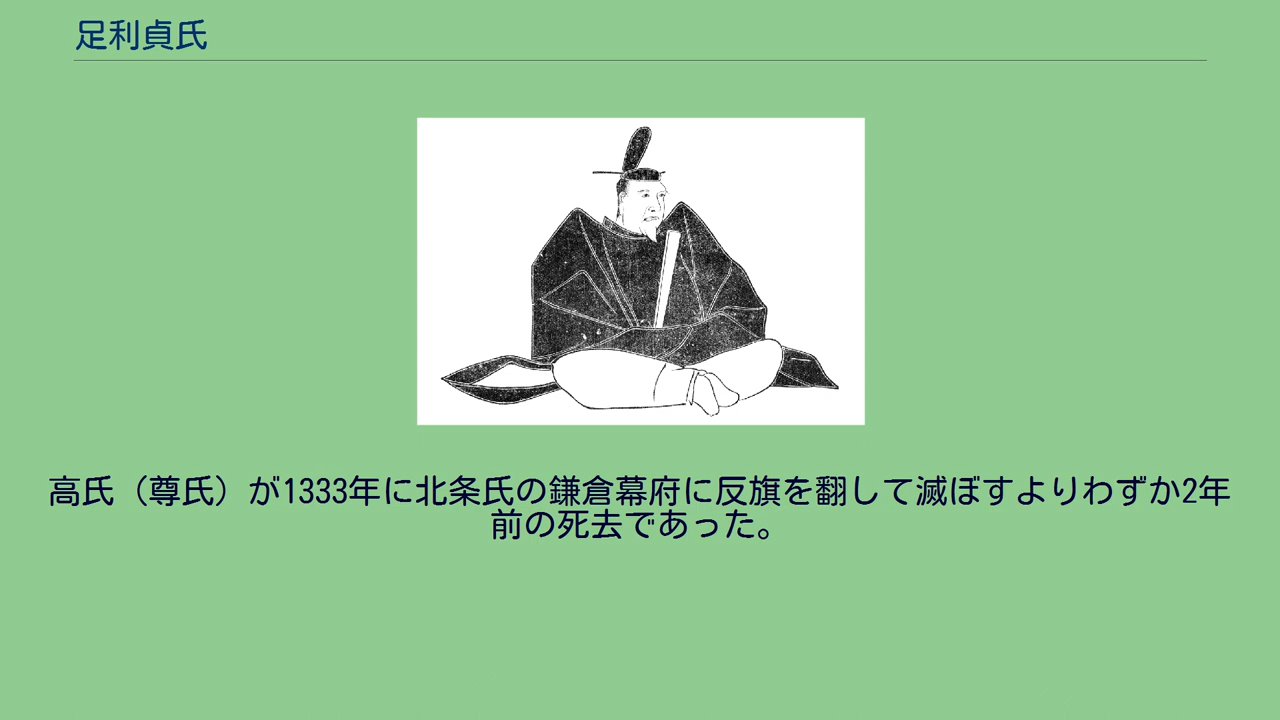 足利貞氏
高氏（尊氏）が1333年に北条氏の鎌倉幕府に反旗を翻して滅ぼすよりわずか2年
前の死去であった。